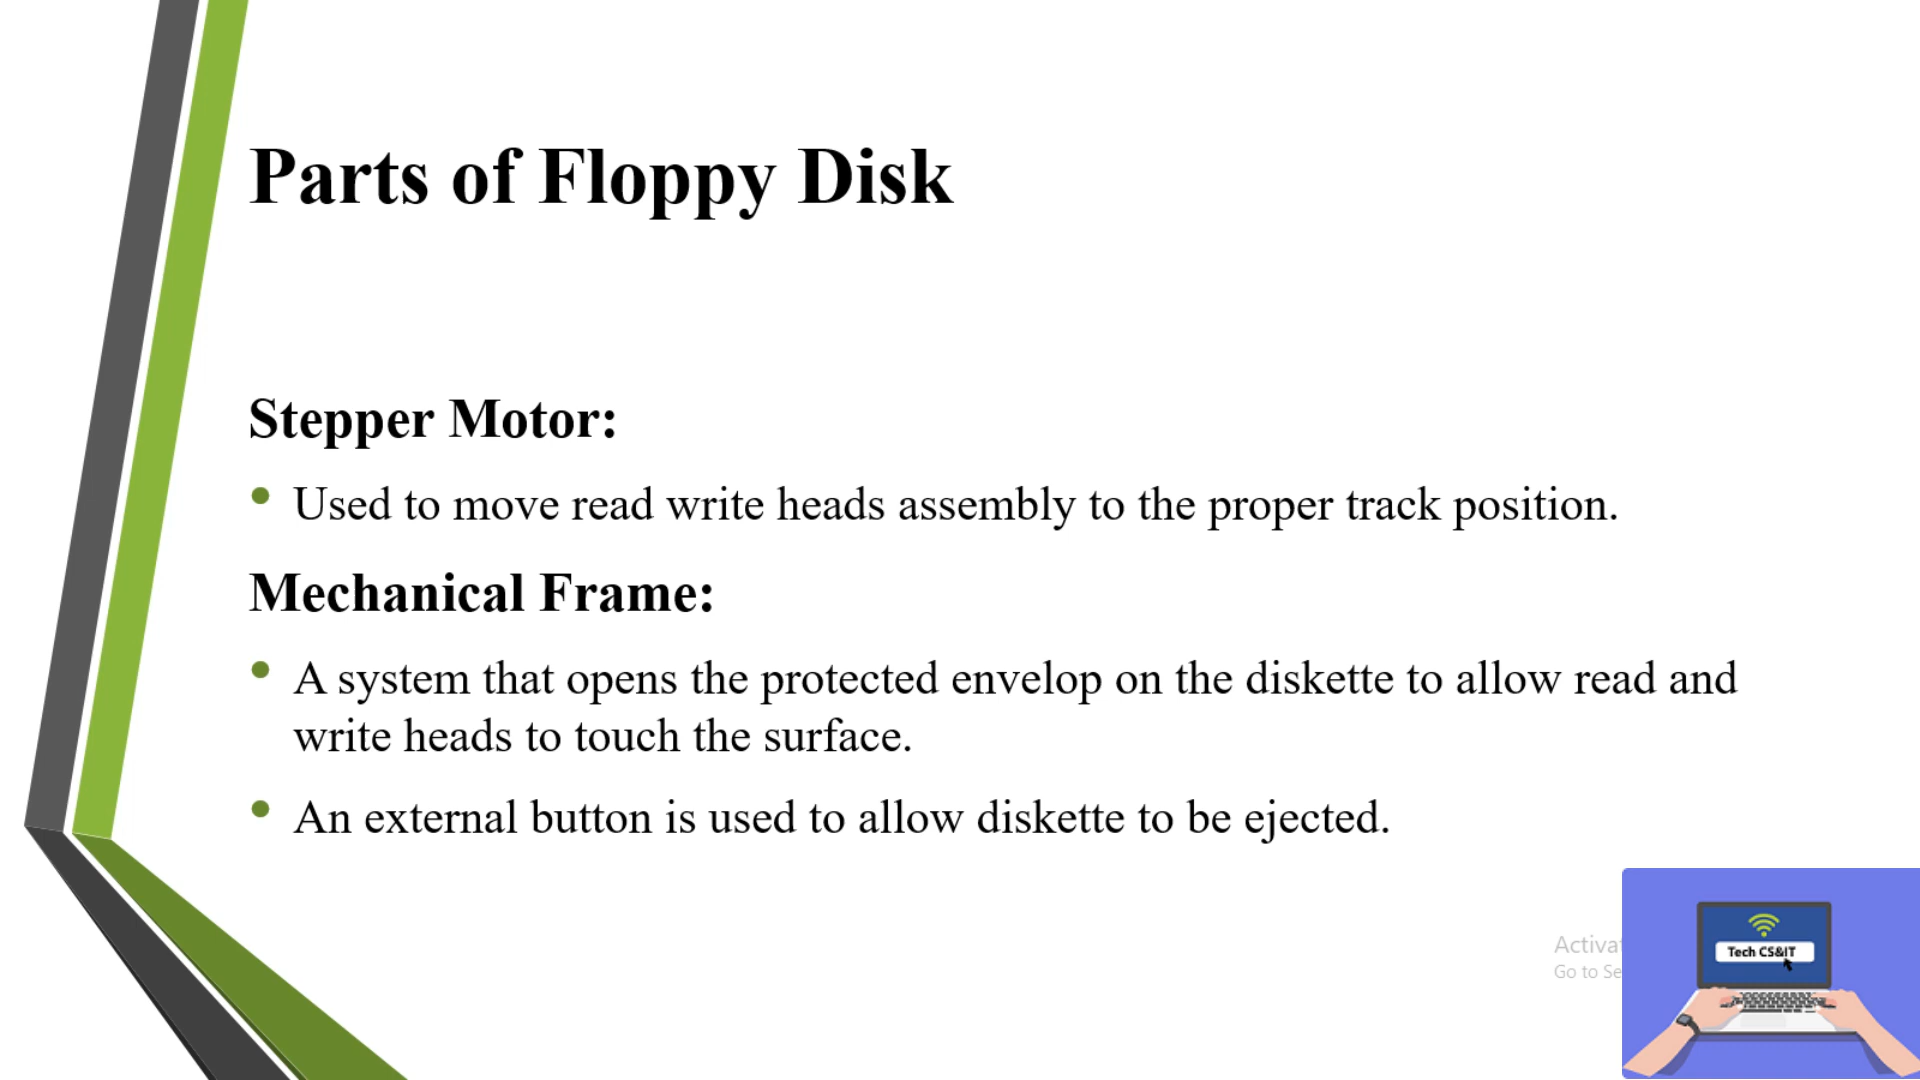 Parts of Floppy Disk
Stepper Motor:
• Used to move read write heads assembly to the proper track position.
Mechanical Frame:
• A system that opens the protected envelop on the diskette to allow read and
write heads to touch the surface.
• An external button is used to allow diskette to be ejected.
Go to
Tech CS&IT